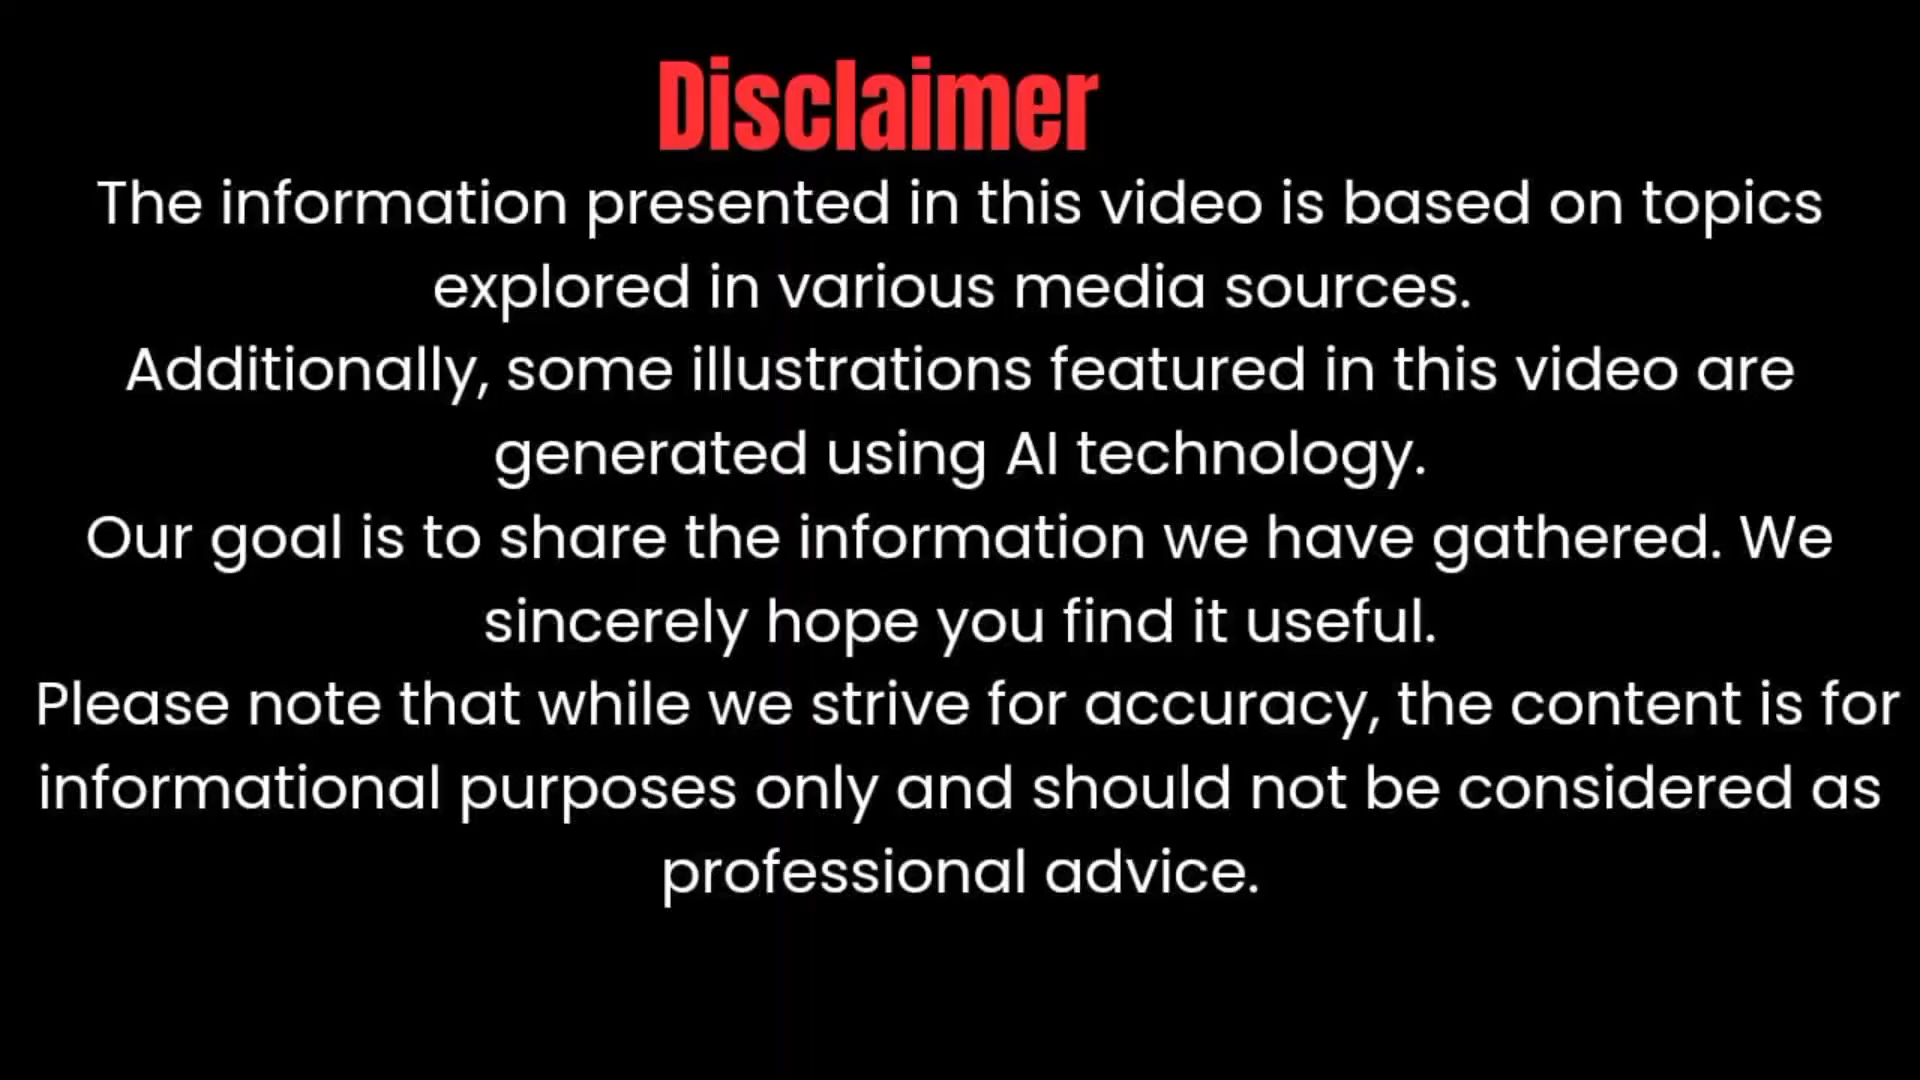 Disclaimer
The information presented in this video is based on topics
explored in various media sources.
Additionally, some illustrations featured in this video are
generated using AI technology.
Our goal is to share the information we have gathered. We
sincerely hope you find it useful.
Please note that while we strive for accuracy, the content is for
informational purposes only and should not be considered as
professional advice.